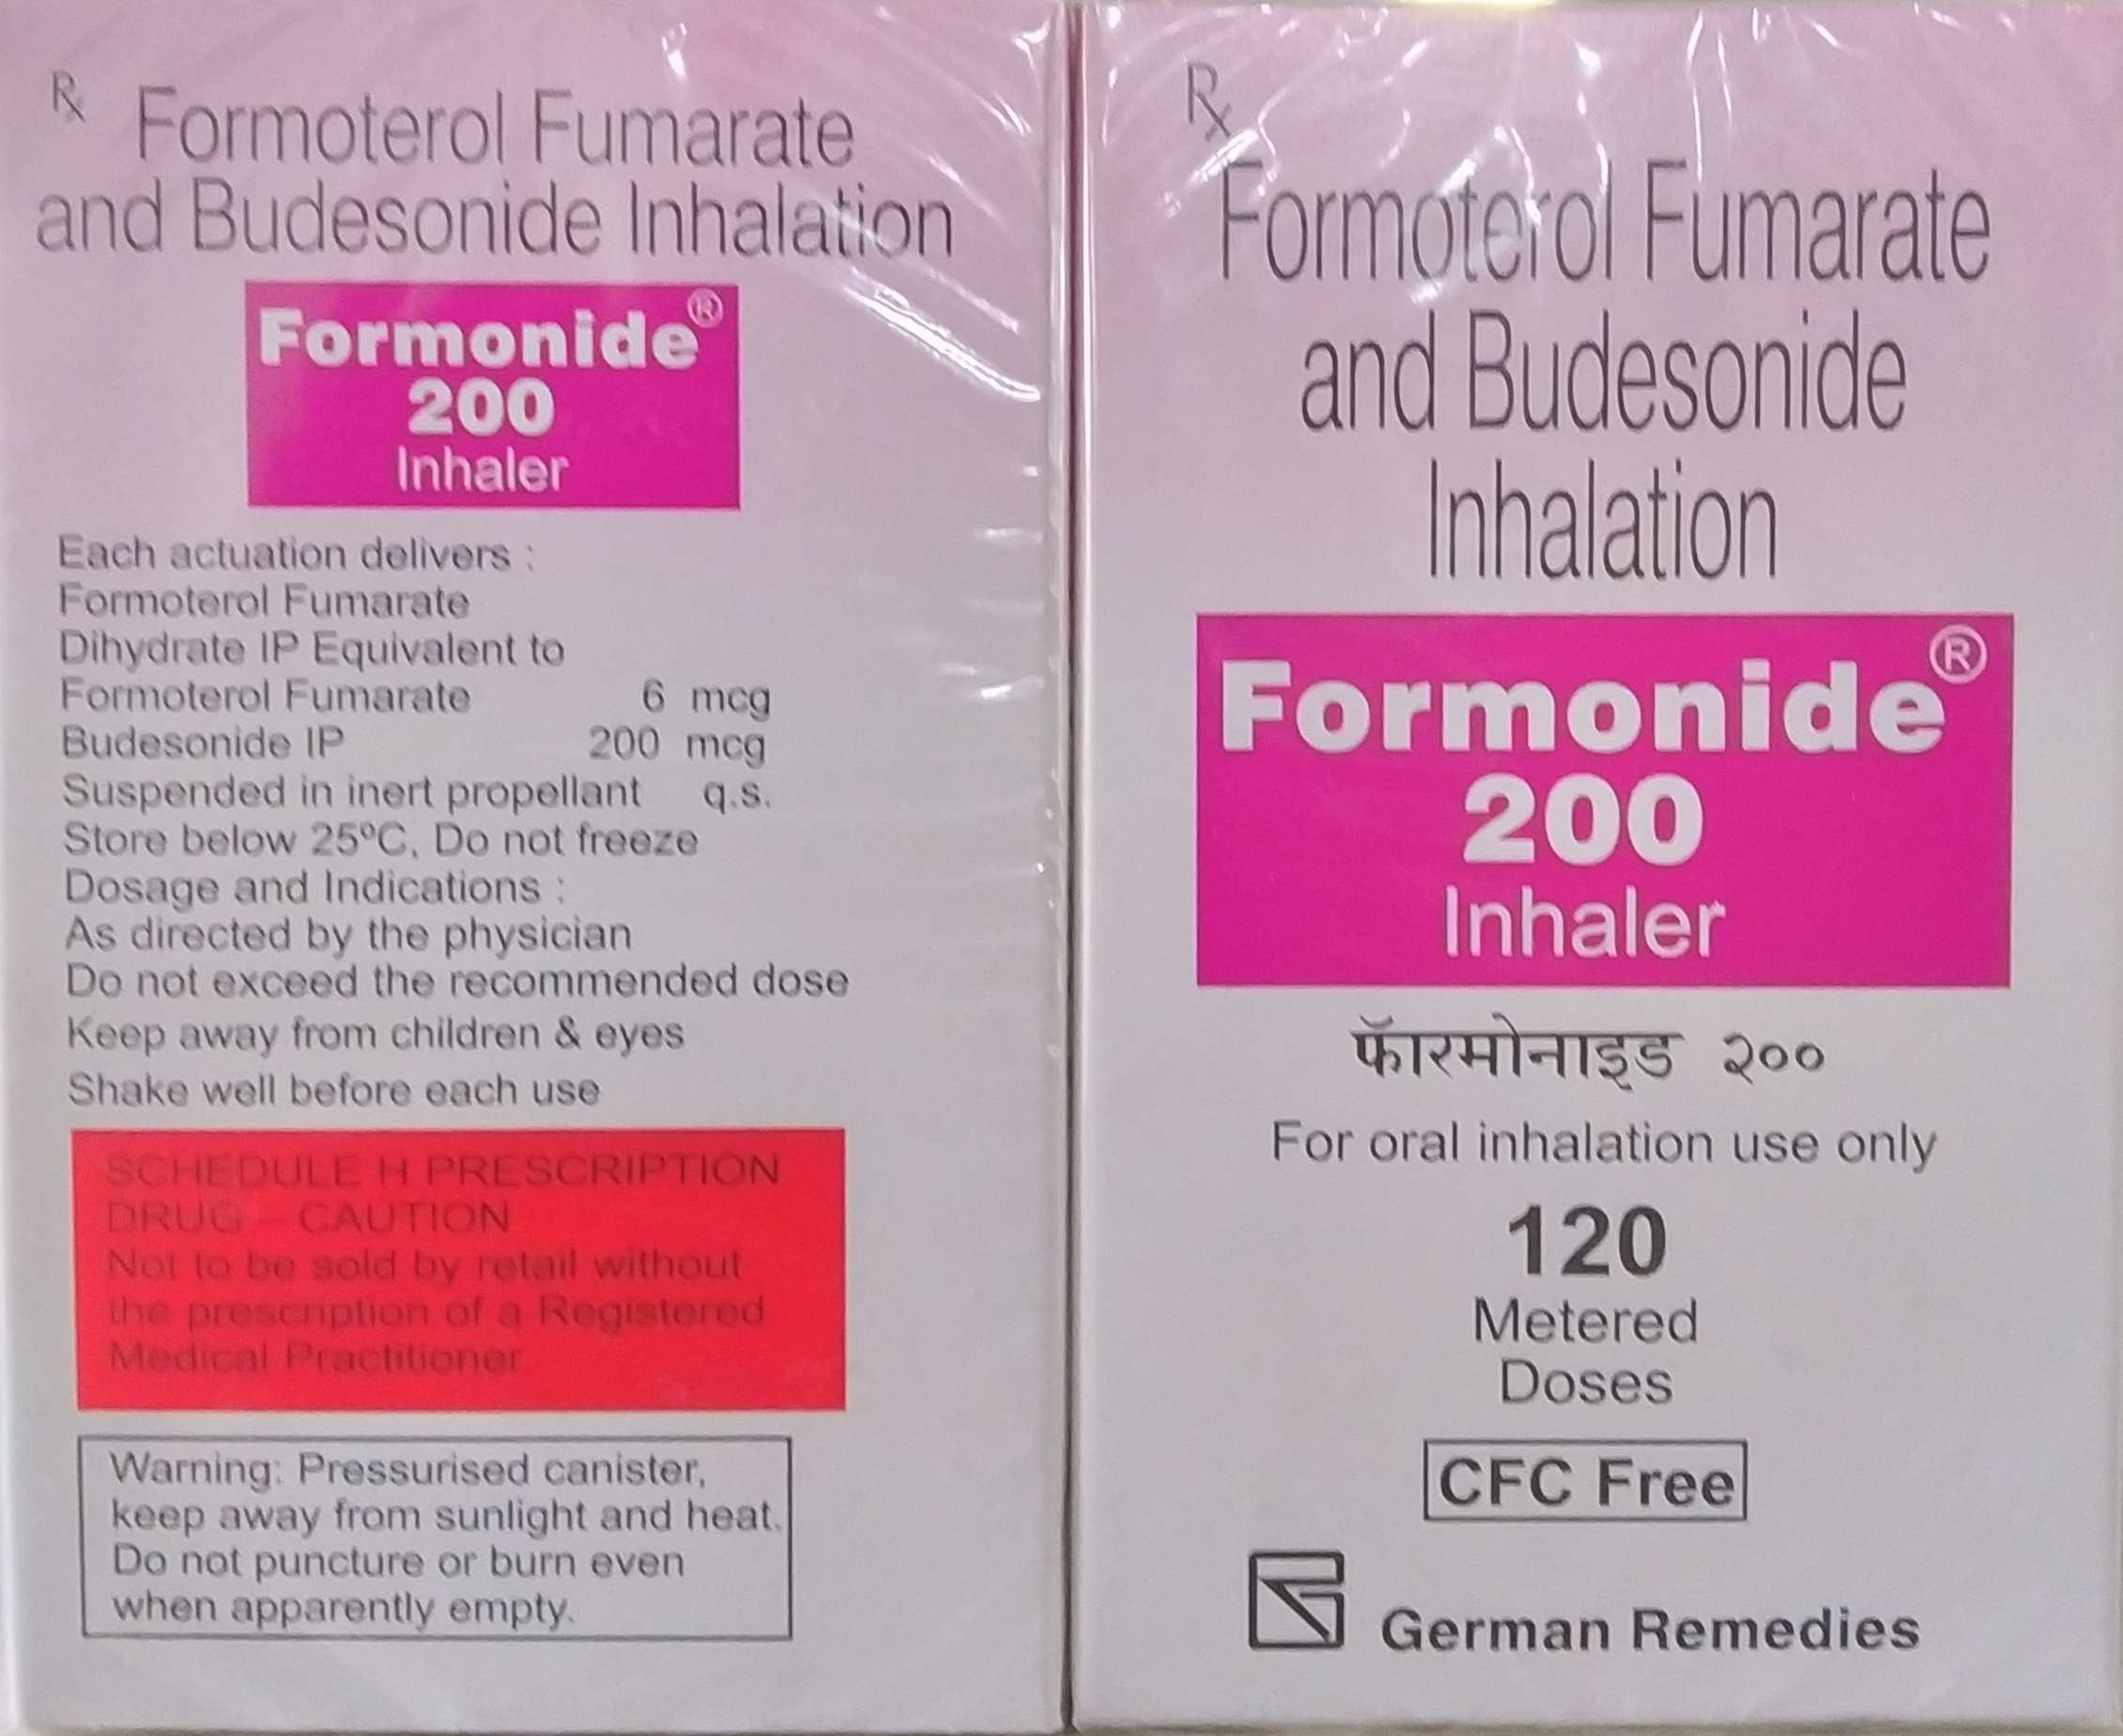 Rx Formoterol Fumarate
and Budesonide Inhalation
Formonide®
200
Inhaler
Each actuation delivers :
Formoterol Fumarate
Dihydrate IP Equivalent to
Formoterol Fumarate 6 mcg
Budesonide IP 200 mcg
Suspended in inert propellant q.s.
Store below 25ºC, Do not freeze
Dosage and Indications :
As directed by the physician
Do not exceed the recommended dose
Keep away from children & eyes
Shake well before each use
SCHEDULE H PRESCRIPTION
DRUG – CAUTION
Not to be sold by retail without
the prescription of a Registered
Medical Practitioner
Warning: Pressurised canister,
keep away from sunlight and heat.
Do not puncture or burn even
when apparently empty.
Rx
Formoterol Fumarate
and Budesonide
Inhalation
Formonide®
200
Inhaler
फॅारमोनाइड २००
For oral inhalation use only
120
Metered
Doses
CFC Free
German Remedies